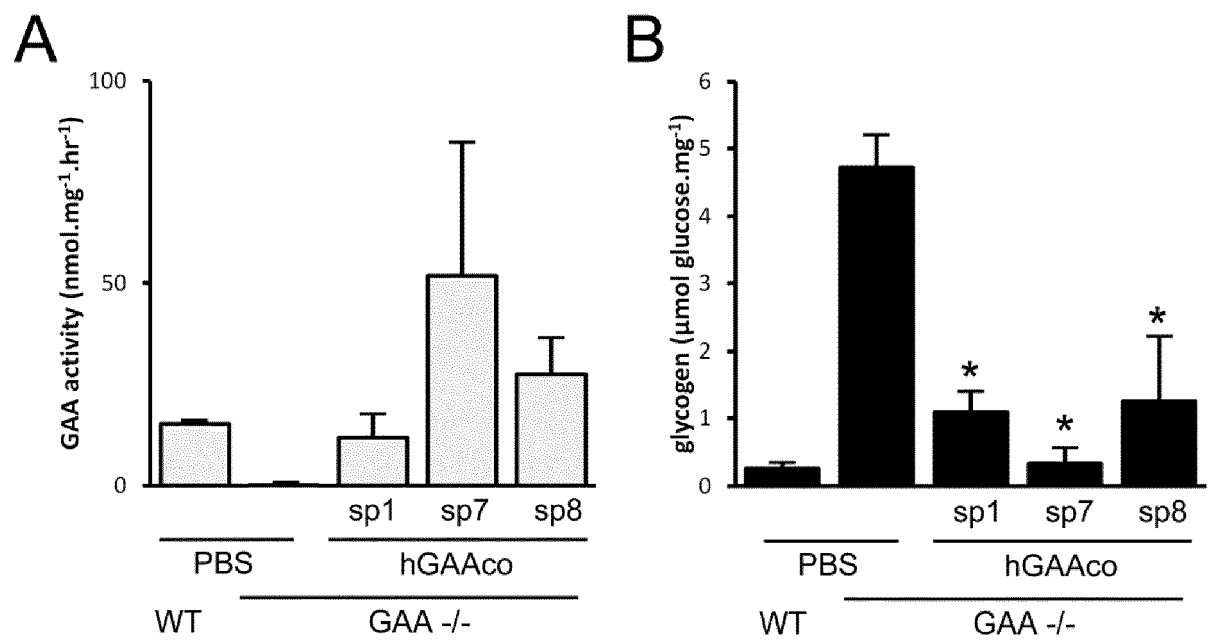 A
GAA activity (nmol.mg-1.hr-1)
100
50
0
sp1 sp7 sp8
PBS hGAAco
WT GAA -/-
B
glycogen (µmol glucose.mg-1)
6
5
4
3
2
1
0
* * *
sp1 sp7 sp8
PBS hGAAco
WT GAA -/-